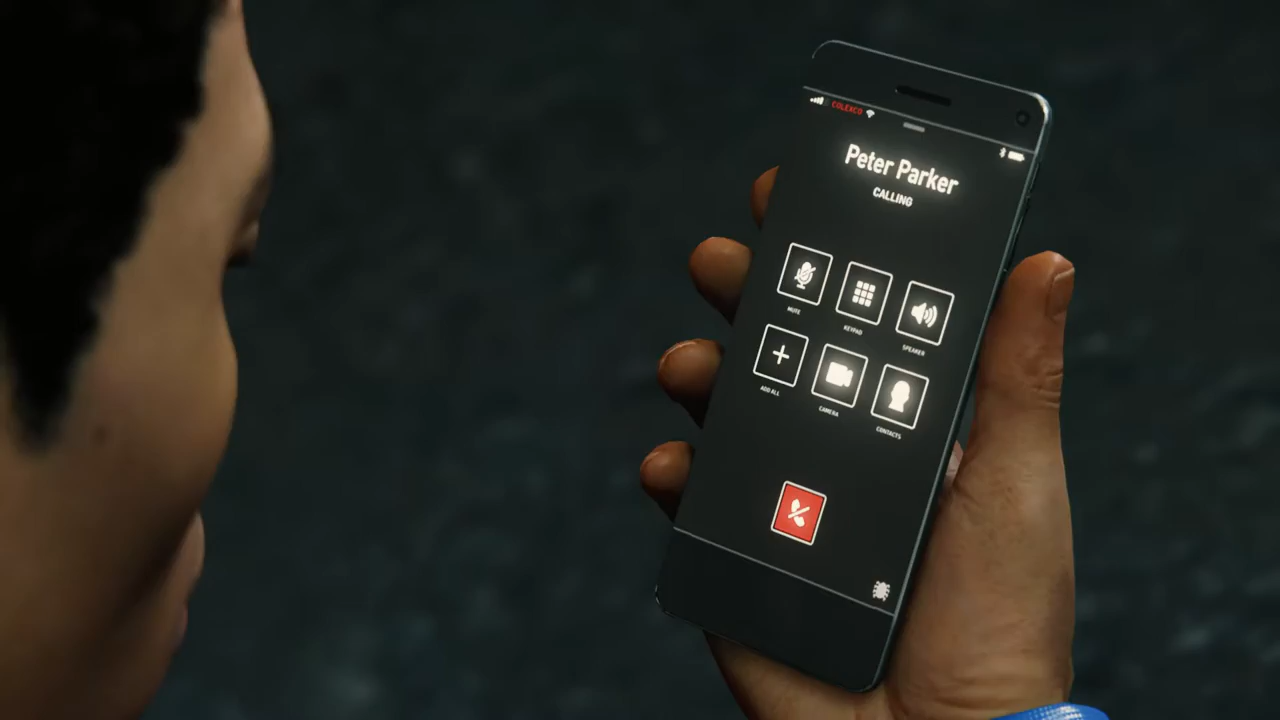 COLEXCO
Peter Parker
CALLING
MUTE
KEYPAD
SPEAKER
ADD ALL
CAMERA
CONTACTS